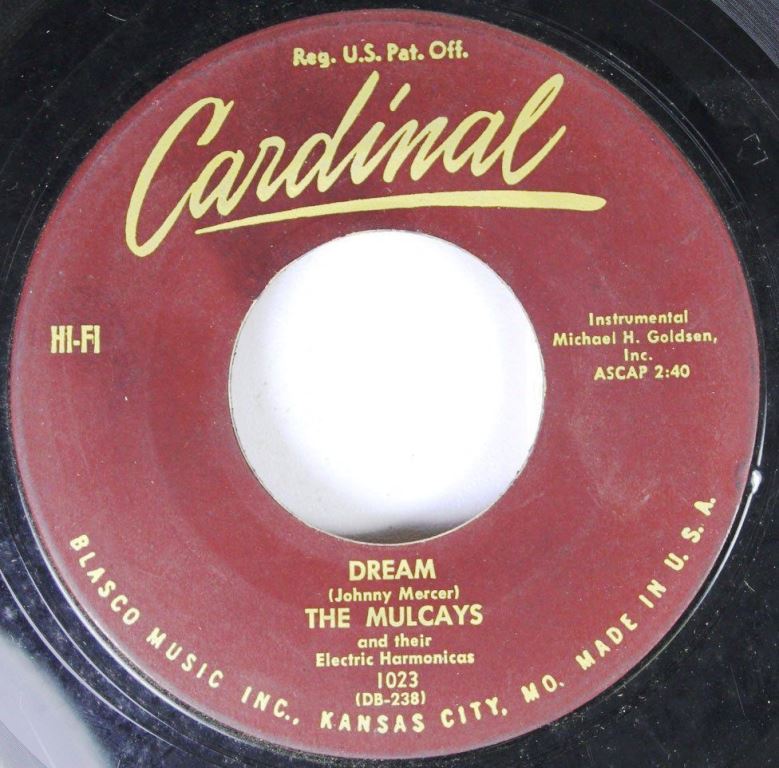 Reg. U.S. Pat. Off.
Cardinal
HI-FI
Instrumental
Michael H. Goldsen,
Inc.
ASCAP 2:40
DREAM
(Johnny Mercer)
THE MULCAYS
and their
Electric Harmonicas
1023
(DB-238)
BLASCO MUSIC INC., KANSAS CITY, MO. MADE IN U. S. A.